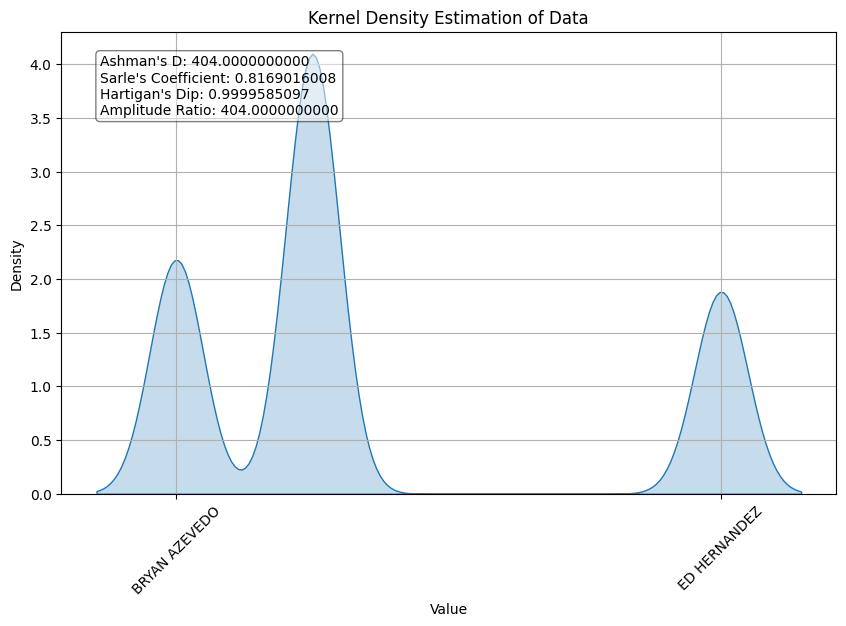 Kernel Density Estimation of Data
Ashman's D: 404.0000000000
Sarle's Coefficient: 0.8169016008
Hartigan's Dip: 0.9999585097
Amplitude Ratio: 404.0000000000
4.0
3.5
3.0
2.5
2.0
1.5
1.0
0.5
0.0
Density
BRYAN AZEVEDO
ED HERNANDEZ
Value